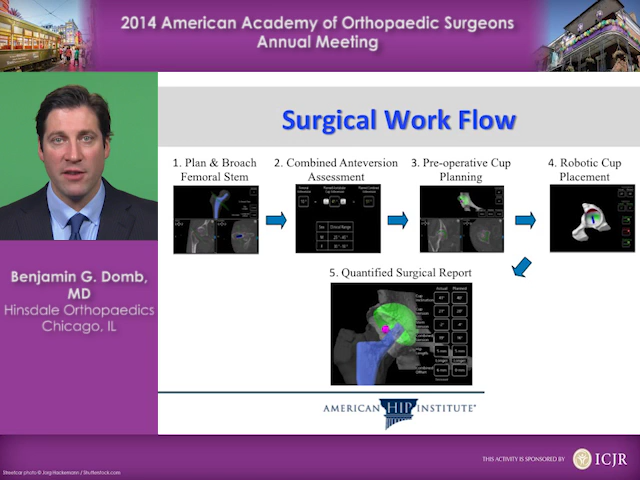 2014 American Academy of Orthopaedic Surgeons
Annual Meeting
Benjamin G. Domb,
MD
Hinsdale Orthopaedics
Chicago, IL
Surgical Work Flow
1. Plan & Broach
Femoral Stem
2. Combined Anteversion
Assessment
3. Pre-operative Cup
Planning
4. Robotic Cup
Placement
5. Quantified Surgical Report
Actual Planned
AMERICAN HIP INSTITUTE
THIS ACTIVITY IS SPONSORED BY ICJR
Streetcar photo © Jorg Hackemann / Shutterstock.com